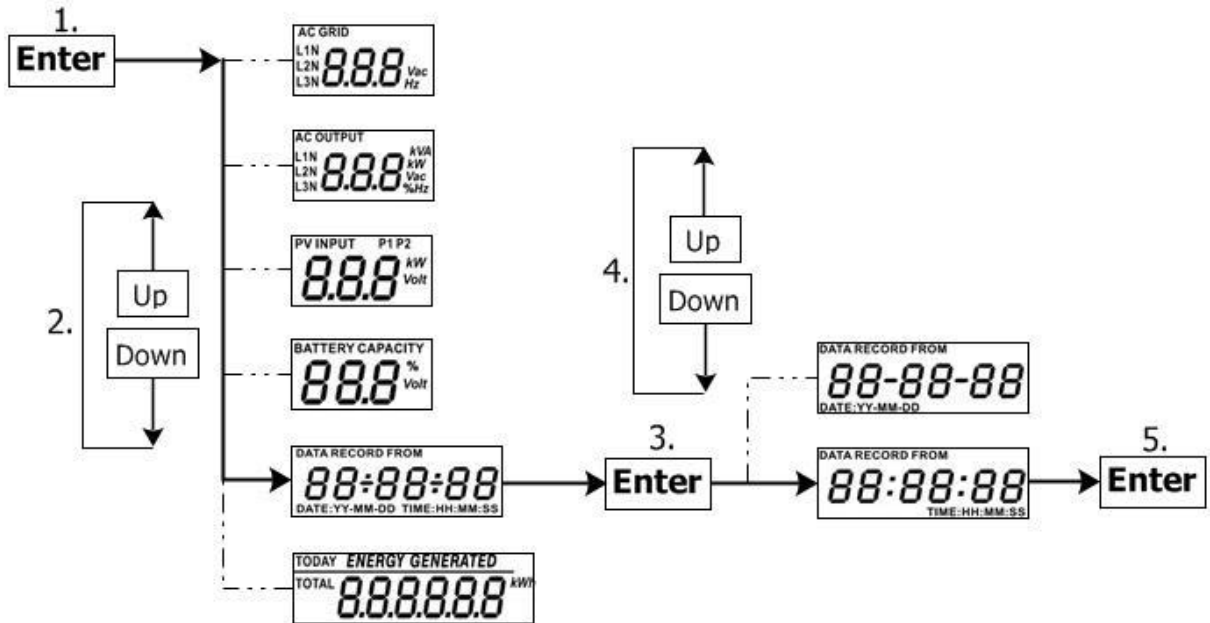 1.
Enter
AC GRID
L1N
L2N
L3N
8.8.8
Vac
Hz
AC OUTPUT
L1N
L2N
L3N
8.8.8
kVA
kW
Vac
%Hz
2.
Up
Down
PV INPUT P1 P2
8.8.8
kW
Volt
BATTERY CAPACITY
88.8
%
Volt
DATA RECORD FROM
88÷88÷88
DATE:YY-MM-DD TIME:HH:MM:SS
TODAY ENERGY GENERATED
TOTAL 8.8.8.8.8.8 kWh
3.
Enter
4.
Up
Down
DATA RECORD FROM
88-88-88
DATE:YY-MM-DD
DATA RECORD FROM
88:88:88
TIME:HH:MM:SS
5.
Enter